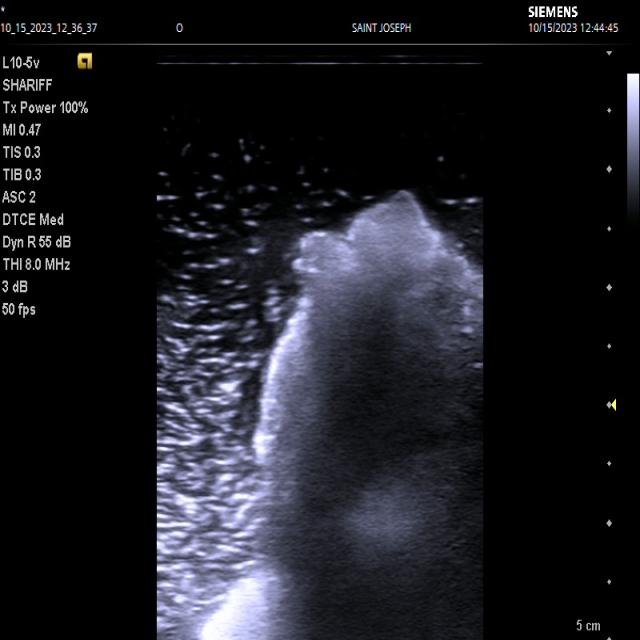 *
SIEMENS
10_15_2023_12_36_37 O SAINT JOSEPH 10/15/2023 12:44:45
L10-5v
SHARIFF
Tx Power 100%
MI 0.47
TIS 0.3
TIB 0.3
ASC 2
DTCE Med
Dyn R 55 dB
THI 8.0 MHz
3 dB
50 fps
5 cm